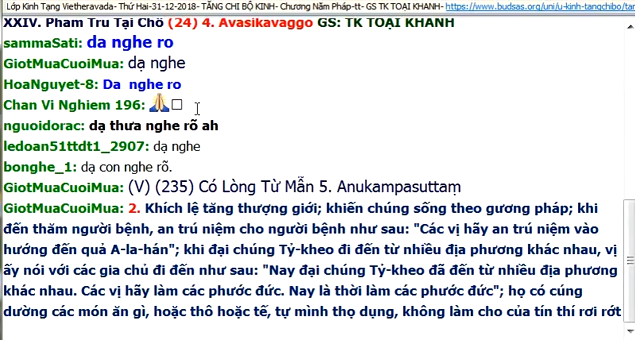 Lớp Kinh Tạng Vietheravada- Thứ Hai-31-12-2018- TĂNG CHI BỘ KINH- Chương Năm Pháp-tt- GS TK TOẠI KHANH- https://www.budsas.org/uni/u-kinh-tangchibo/tan
XXIV. Phẩm Trú Tại Chỗ (24) 4. Avasikavaggo GS: TK TOẠI KHANH
sammaSati: da nghe ro
GiotMuaCuoiMua: dạ nghe
HoaNguyet-8: Da nghe ro
Chan Vi Nghiem 196: 🙏□
nguoidorac: dạ thưa nghe rõ ah
ledoan51ttdt1_2907: dạ nghe
bonghe_1: dạ con nghe rõ.
GiotMuaCuoiMua: (V) (235) Có Lòng Từ Mẫn 5. Anukampasuttaṃ
GiotMuaCuoiMua: 2. Khích lệ tăng thượng giới; khiến chúng sống theo gương pháp; khi
đến thăm người bệnh, an trú niệm cho người bệnh như sau: "Các vị hãy an trú niệm vào
hướng đến quả A-la-hán"; khi đại chúng Tỷ-kheo đi đến từ nhiều địa phương khác nhau, vị
ấy nói với các gia chủ đi đến như sau: "Nay đại chúng Tỷ-kheo đã đến từ nhiều địa phương
khác nhau. Các vị hãy làm các phước đức. Nay là thời làm các phước đức"; họ có cúng
dường các món ăn gì, hoặc thô hoặc tế, tự mình thọ dụng, không làm cho của tín thí rơi rớt